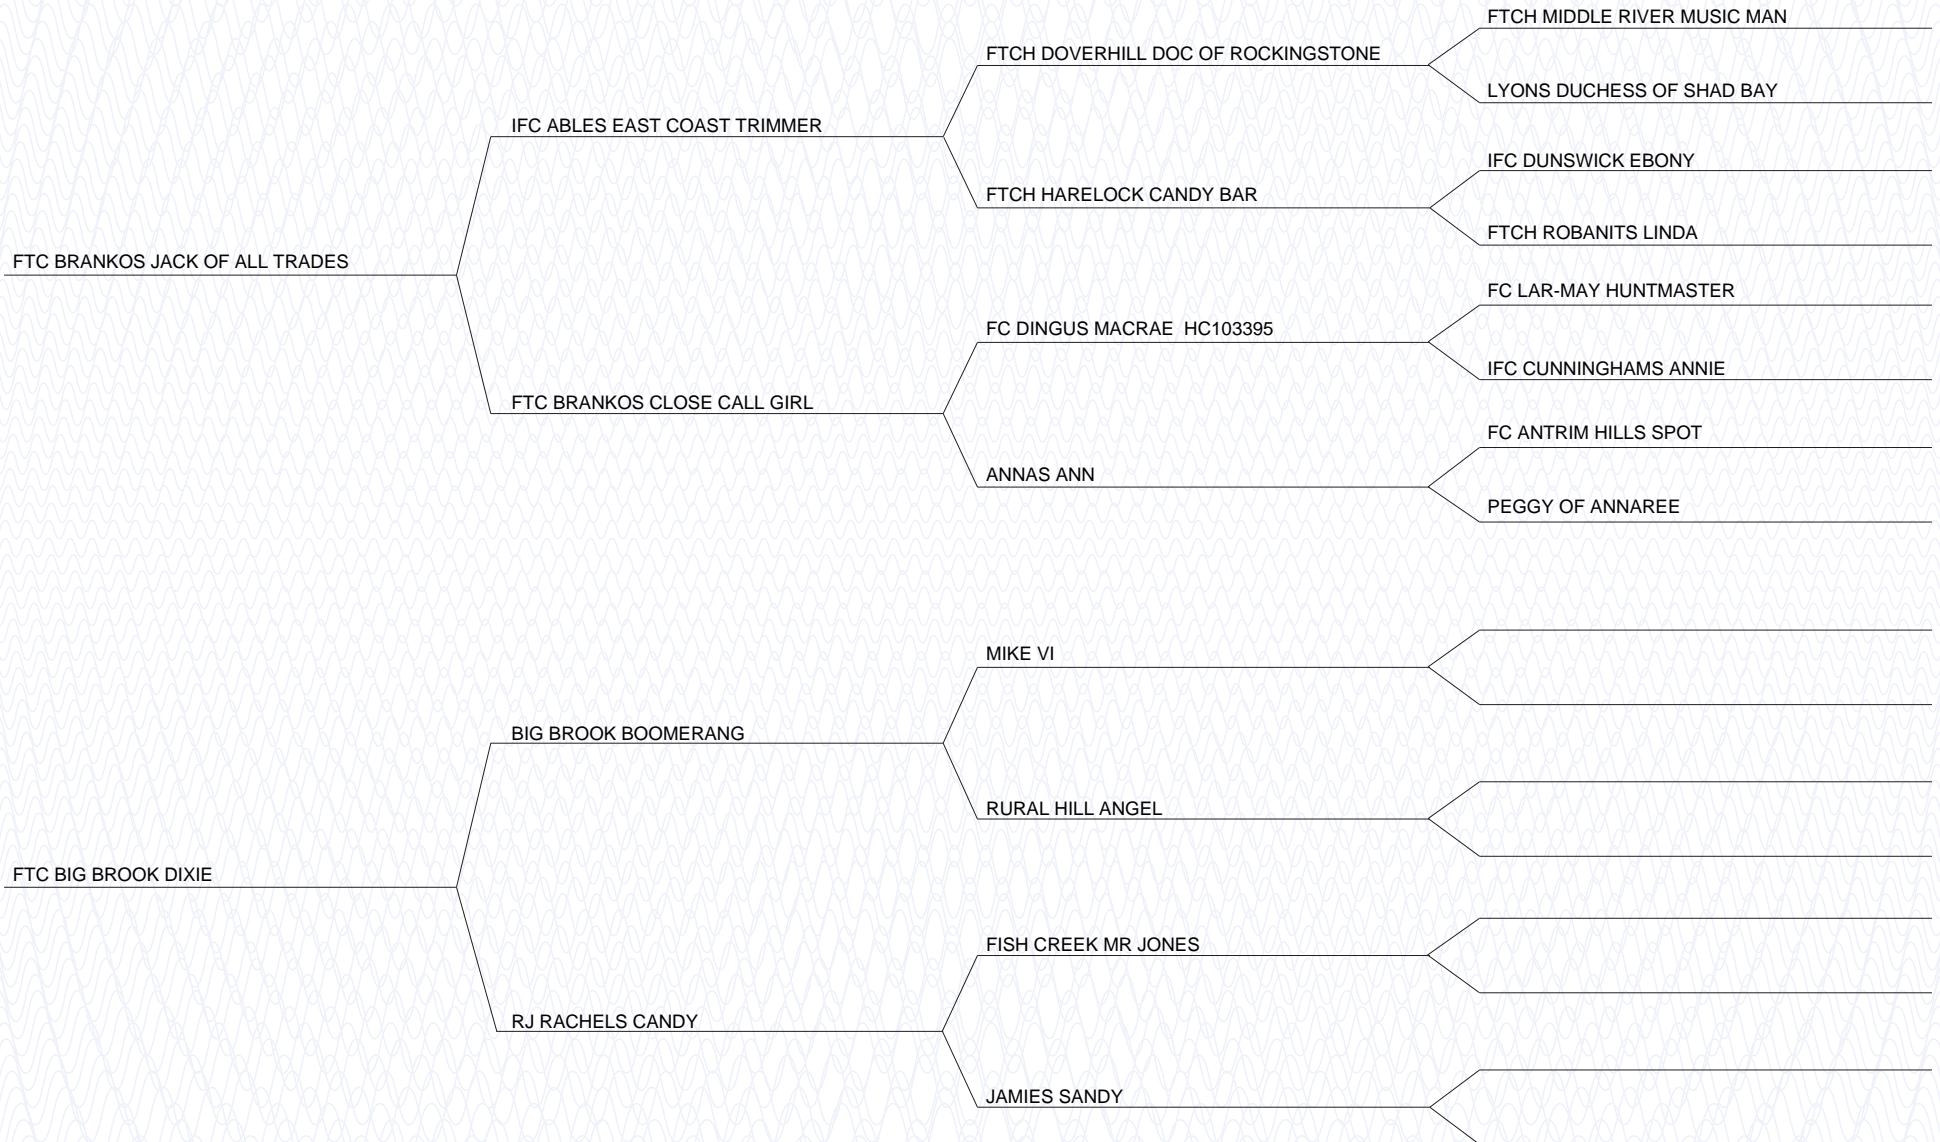 FTCH MIDDLE RIVER MUSIC MAN
FTCH DOVERHILL DOC OF ROCKINGSTONE
LYONS DUCHESS OF SHAD BAY
IFC ABLES EAST COAST TRIMMER
IFC DUNSWICK EBONY
FTCH HARELOCK CANDY BAR
FTCH ROBANITS LINDA
FTC BRANKOS JACK OF ALL TRADES
FC LAR-MAY HUNTMASTER
FC DINGUS MACRAE  HC103395
IFC CUNNINGHAMS ANNIE
FTC BRANKOS CLOSE CALL GIRL
FC ANTRIM HILLS SPOT
ANNAS ANN
PEGGY OF ANNAREE
MIKE VI
BIG BROOK BOOMERANG
RURAL HILL ANGEL
FTC BIG BROOK DIXIE
FISH CREEK MR JONES
RJ RACHELS CANDY
JAMIES SANDY